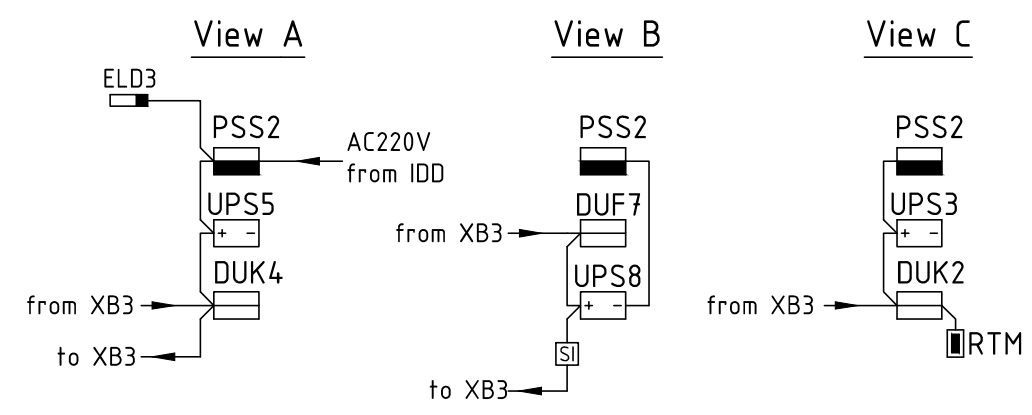 View A
ELD3
PSS2
AC220V
from IDD
UPS5
+ -
DUK4
from XB3
to XB3
View B
PSS2
DUF7
from XB3
UPS8
+ -
SI
to XB3
View C
PSS2
UPS3
+ -
DUK2
from XB3
RTM